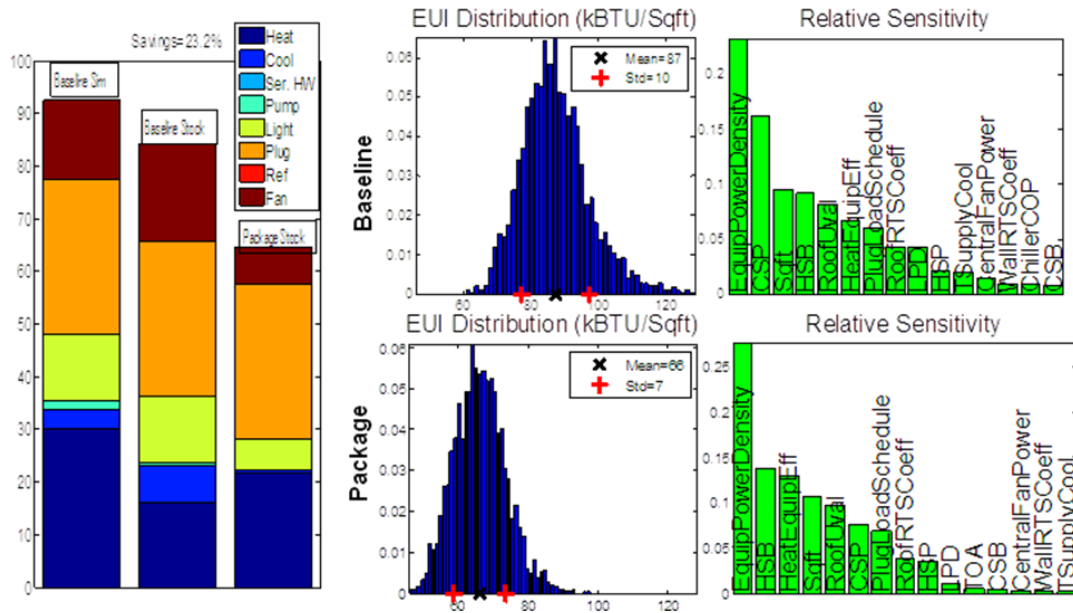 Savings=23.2%
Baseline Sim
Baseline Stock
Package Stock
Heat
Cool
Ser. HW
Pump
Light
Plug
Ref
Fan
100
90
80
70
60
50
40
30
20
10
0
EUI Distribution (kBTU/Sqft)
Mean=87
Std=10
Baseline
0.06
0.05
0.04
0.03
0.02
0.01
0
60
80
100
120
Relative Sensitivity
0.2
0.15
0.1
0.05
0
EquipPowerDensity
CSP
Sqft
HSB
RoofUval
HeatEquipEff
PlugLoadSchedule
RoofRTSCoeff
LPD
HSP
TSupplyCool
CentralFanPower
WallRTSCoeff
ChillerCOP
CSB
EUI Distribution (kBTU/Sqft)
Mean=66
Std=7
Package
0.06
0.05
0.04
0.03
0.02
0.01
0
60
80
100
120
Relative Sensitivity
0.25
0.2
0.15
0.1
0.05
0
EquipPowerDensity
HSB
HeatEquipEff
Sqft
RoofUval
CSP
PlugLoadSchedule
RoofRTSCoeff
HSP
LPD
TOA
CSB
CentralFanPower
WallRTSCoeff
TSupplyCool